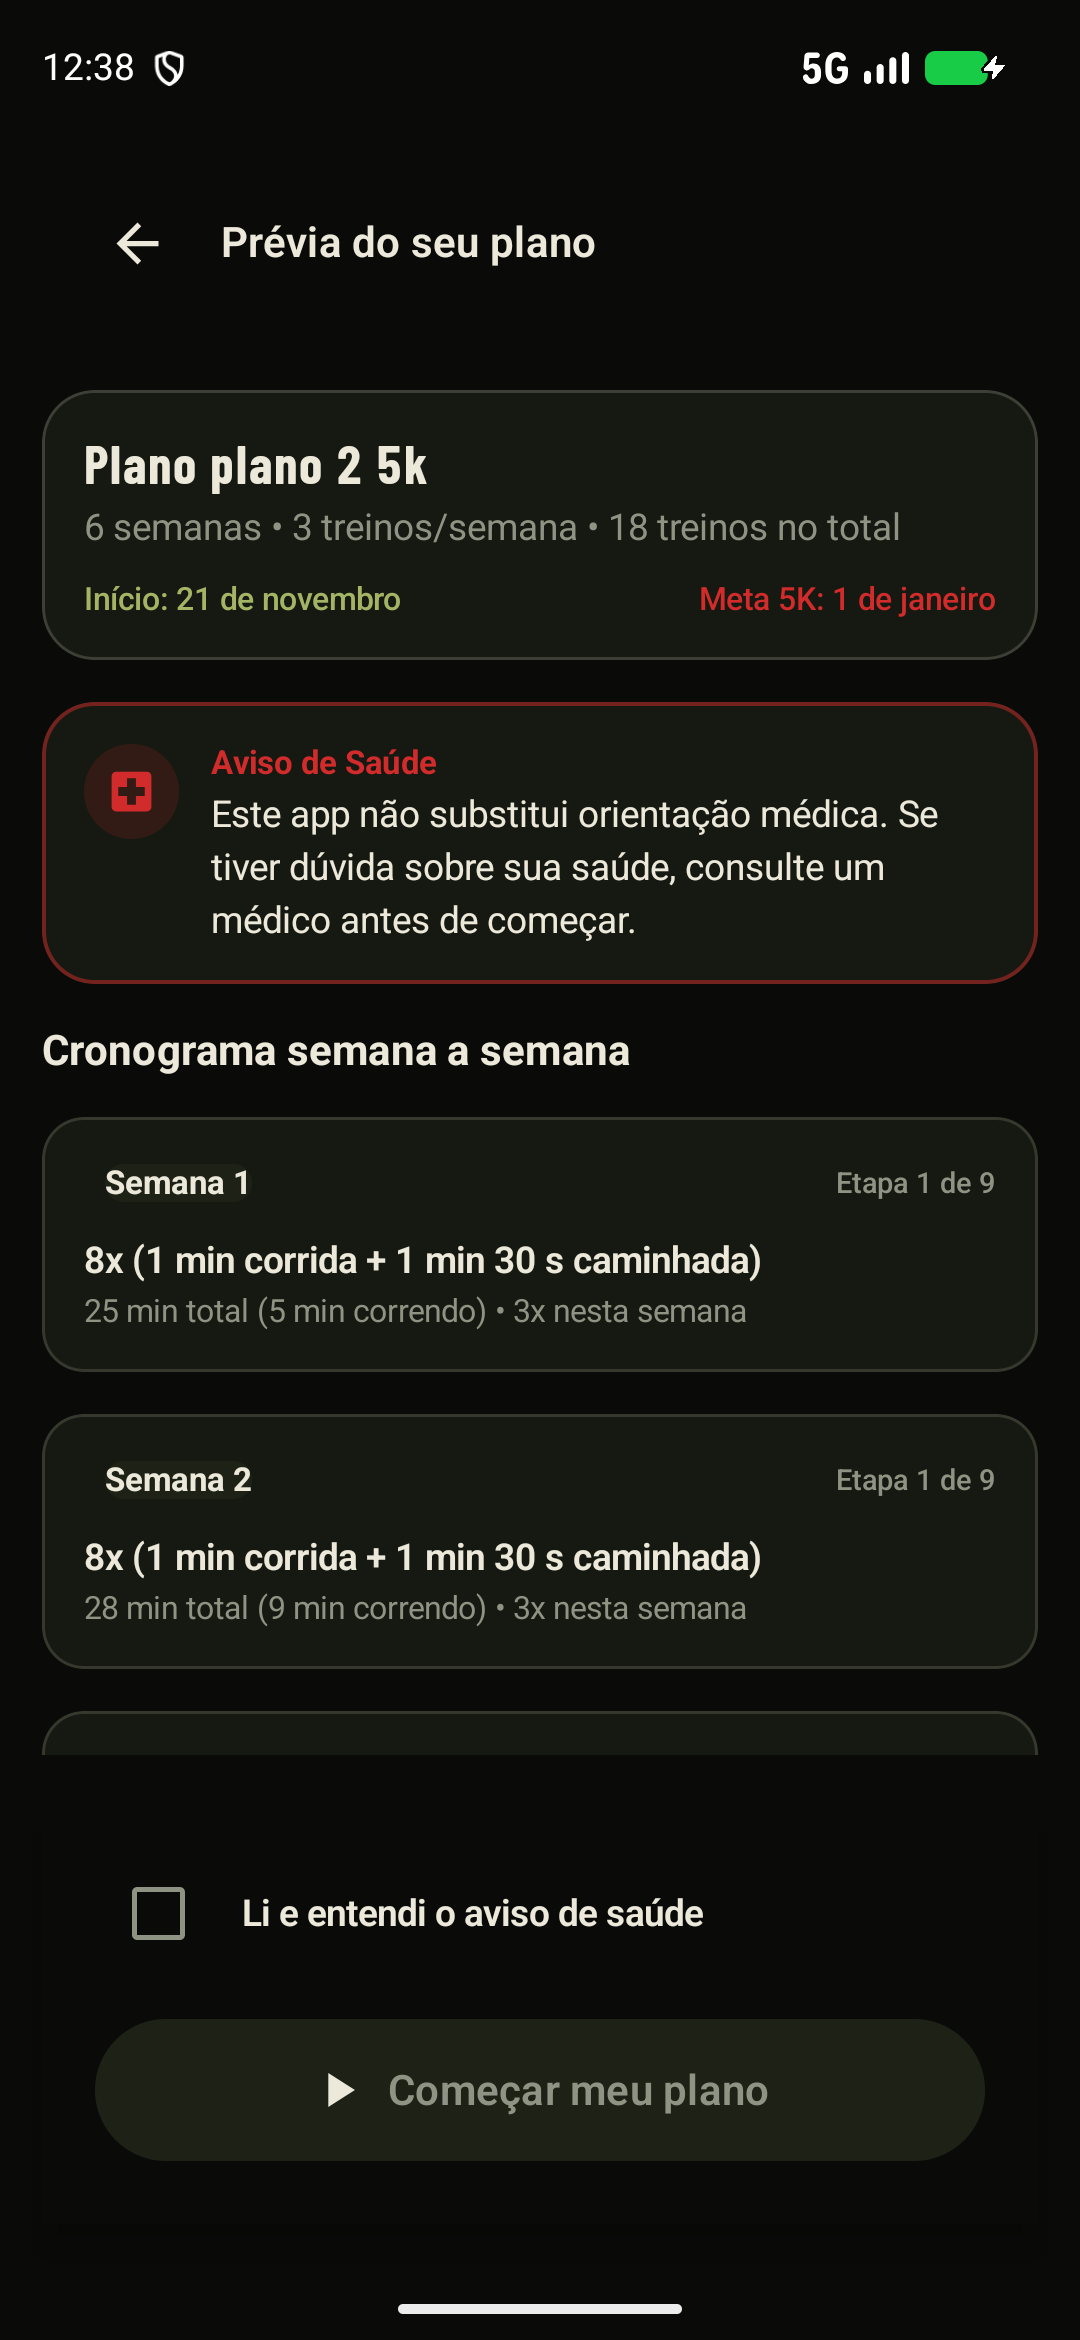 12:38
5G
Prévia do seu plano
Plano plano 2 5k
6 semanas • 3 treinos/semana • 18 treinos no total
Início: 21 de novembro
Meta 5K: 1 de janeiro
Aviso de Saúde
Este app não substitui orientação médica. Se
tiver dúvida sobre sua saúde, consulte um
médico antes de começar.
Cronograma semana a semana
Semana 1
Etapa 1 de 9
8x (1 min corrida + 1 min 30 s caminhada)
25 min total (5 min correndo) • 3x nesta semana
Semana 2
Etapa 1 de 9
8x (1 min corrida + 1 min 30 s caminhada)
28 min total (9 min correndo) • 3x nesta semana
Li e entendi o aviso de saúde
Começar meu plano